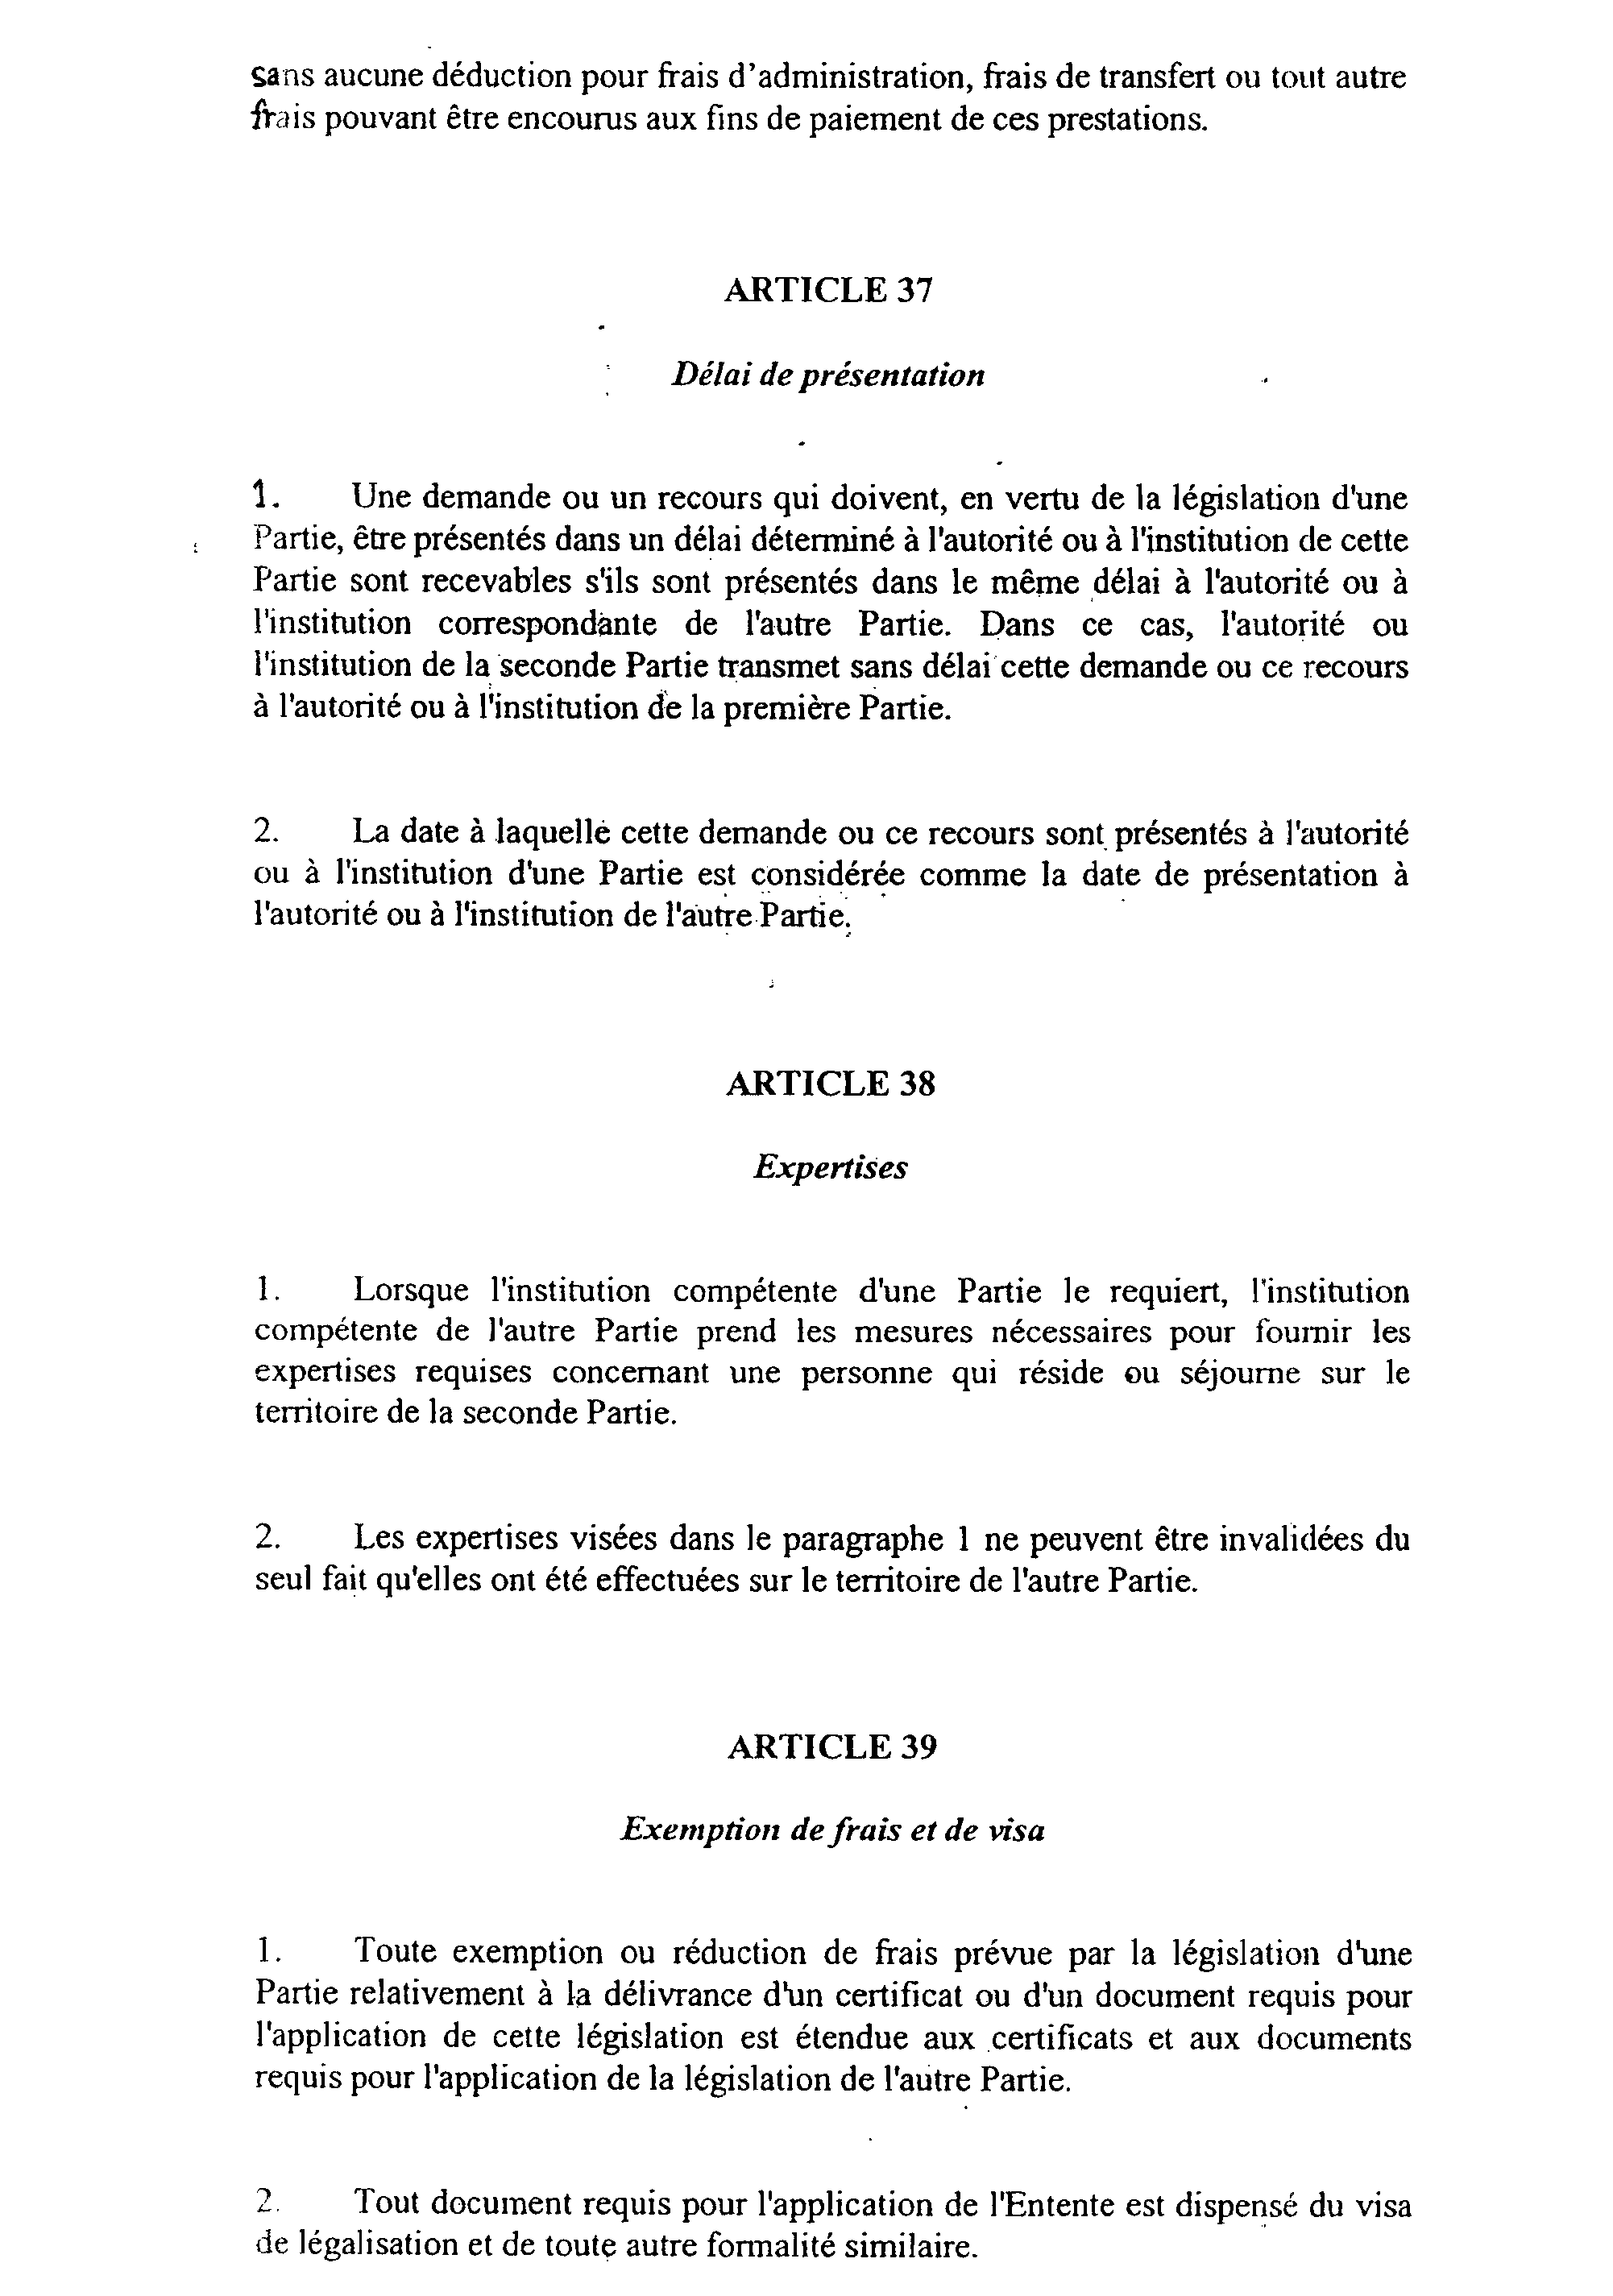 sans aucune déduction pour frais d’administration, frais de transfert ou tout autre
frais pouvant être encourus aux fins de paiement de ces prestations.
ARTICLE 37
Délai de présentation
1. Une demande ou un recours qui doivent, en vertu de la législation d'une
Partie, être présentés dans un délai déterminé à l'autorité ou à l'institution de cette
Partie sont recevables s'ils sont présentés dans le même délai à l'autorité ou à
l'institution correspondante de l'autre Partie. Dans ce cas, l'autorité ou
l'institution de la seconde Partie transmet sans délai cette demande ou ce recours
à l'autorité ou à l'institution de la première Partie.
2. La date à laquelle cette demande ou ce recours sont présentés à l'autorité
ou à l'institution d'une Partie est considérée comme la date de présentation à
l'autorité ou à l'institution de l'autre Partie.
ARTICLE 38
Expertises
1. Lorsque l'institution compétente d'une Partie le requiert, l'institution
compétente de l'autre Partie prend les mesures nécessaires pour fournir les
expertises requises concernant une personne qui réside ou séjourne sur le
territoire de la seconde Partie.
2. Les expertises visées dans le paragraphe 1 ne peuvent être invalidées du
seul fait qu'elles ont été effectuées sur le territoire de l'autre Partie.
ARTICLE 39
Exemption de frais et de visa
1. Toute exemption ou réduction de frais prévue par la législation d'une
Partie relativement à la délivrance d'un certificat ou d'un document requis pour
l'application de cette législation est étendue aux certificats et aux documents
requis pour l'application de la législation de l'autre Partie.
2. Tout document requis pour l'application de l'Entente est dispensé du visa
de légalisation et de toute autre formalité similaire.